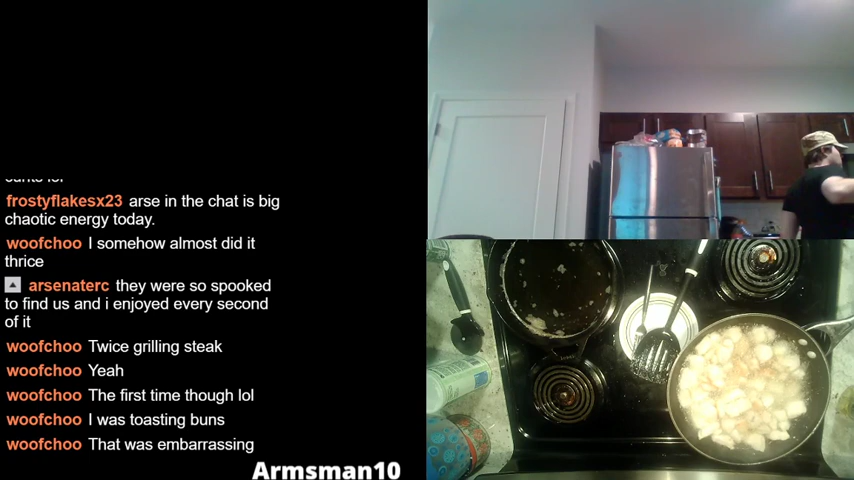 frostyflakesx23 arse in the chat is big
chaotic energy today.
woofchoo I somehow almost did it
thrice
arsenaterc they were so spooked
to find us and i enjoyed every second
of it
woofchoo Twice grilling steak
woofchoo Yeah
woofchoo The first time though lol
woofchoo I was toasting buns
woofchoo That was embarrassing
Armsman10